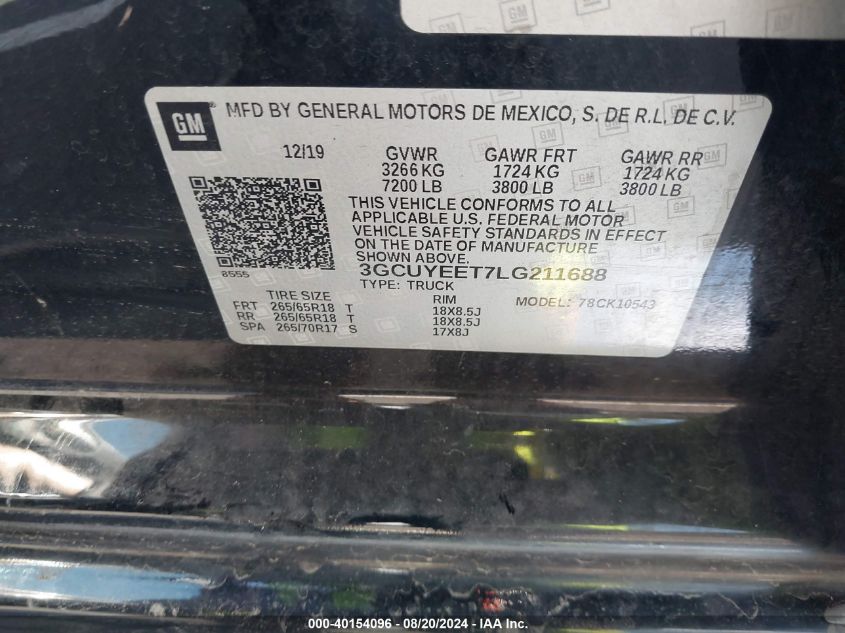 GM
MFD BY GENERAL MOTORS DE MEXICO, S. DE R.L. DE C.V.
12/19 GVWR GAWR FRT GAWR RR
3266 KG 1724 KG 1724 KG
7200 LB 3800 LB 3800 LB
THIS VEHICLE CONFORMS TO ALL
APPLICABLE U.S. FEDERAL MOTOR
VEHICLE SAFETY STANDARDS IN EFFECT
ON THE DATE OF MANUFACTURE
SHOWN ABOVE.
8555 3GCUYEET7LG211688
TYPE: TRUCK
TIRE SIZE RIM MODEL: 78CK10543
FRT 265/65R18 T 18X8.5J
RR 265/65R18 T 18X8.5J
SPA 265/70R17 S 17X8J
000-40154096 - 08/20/2024 - IAA Inc.